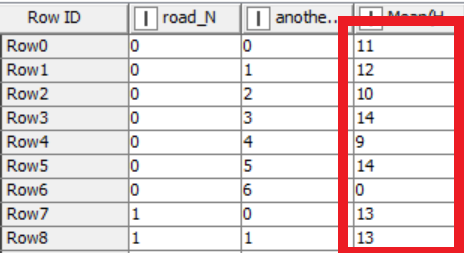 Row ID road_N anothe...
Row0 0 0 11
Row1 0 1 12
Row2 0 2 10
Row3 0 3 14
Row4 0 4 9
Row5 0 5 14
Row6 0 6 0
Row7 1 0 13
Row8 1 1 13